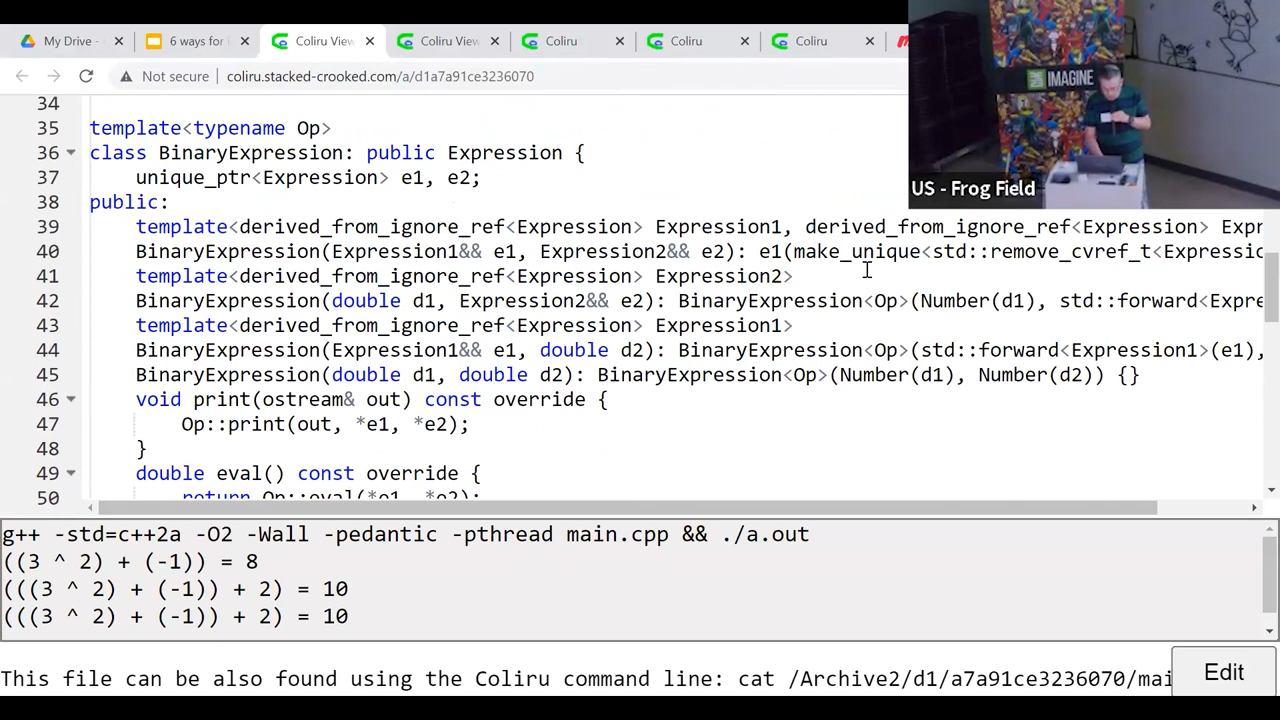 My Drive -
6 ways for i
Coliru View
Coliru View
Coliru
Coliru
Coliru
Not secure
coliru.stacked-crooked.com/a/d1a7a91ce3236070
IMAGINE
US - Frog Field
34
35 template<typename Op>
36 class BinaryExpression: public Expression {
37 unique_ptr<Expression> e1, e2;
38 public:
39 template<derived_from_ignore_ref<Expression> Expression1, derived_from_ignore_ref<Expression> Expr
40 BinaryExpression(Expression1&& e1, Expression2&& e2): e1(make_unique<std::remove_cvref_t<Expressio
41 template<derived_from_ignore_ref<Expression> Expression2>
42 BinaryExpression(double d1, Expression2&& e2): BinaryExpression<Op>(Number(d1), std::forward<Expre
43 template<derived_from_ignore_ref<Expression> Expression1>
44 BinaryExpression(Expression1&& e1, double d2): BinaryExpression<Op>(std::forward<Expression1>(e1),
45 BinaryExpression(double d1, double d2): BinaryExpression<Op>(Number(d1), Number(d2)) {}
46 void print(ostream& out) const override {
47 Op::print(out, *e1, *e2);
48 }
49 double eval() const override {
50 return Op::eval(*e1, *e2);
g++ -std=c++2a -O2 -Wall -pedantic -pthread main.cpp && ./a.out
((3 ^ 2) + (-1)) = 8
(((3 ^ 2) + (-1)) + 2) = 10
(((3 ^ 2) + (-1)) + 2) = 10
This file can be also found using the Coliru command line: cat /Archive2/d1/a7a91ce3236070/mai
Edit